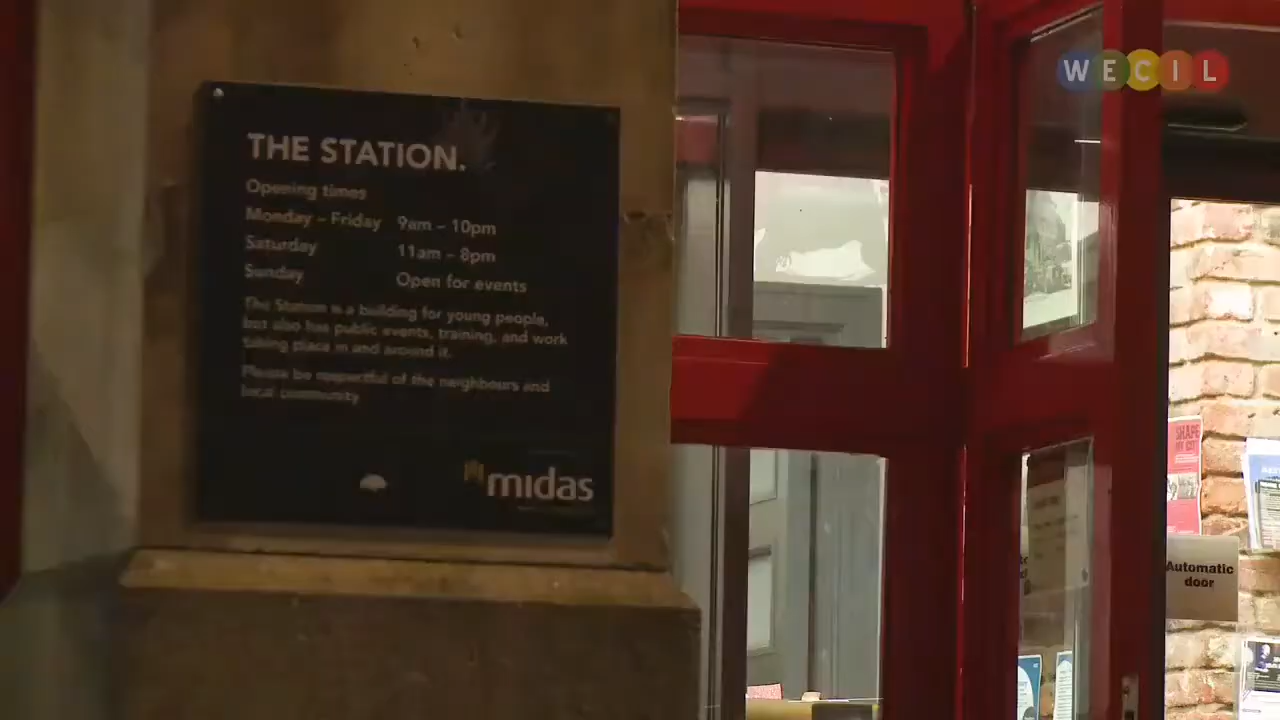 WECIL
THE STATION.
Opening times
Monday – Friday 9am – 10pm
Saturday 11am – 8pm
Sunday Open for events
The Station is a building for young people,
but also has public events, training, and work
taking place in and around it.
Please be respectful of the neighbours and
local community
midas
SHAPE
Automatic
door